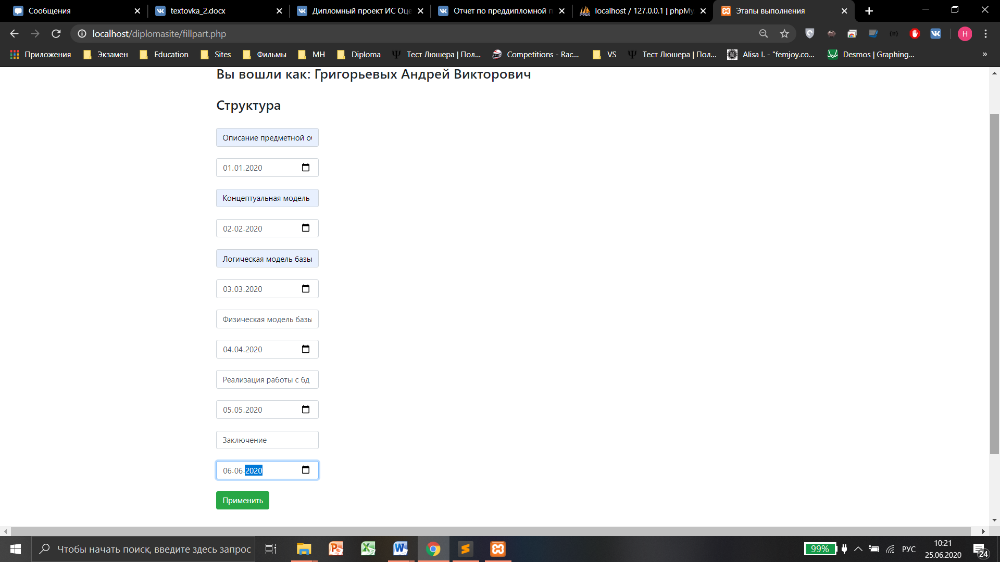 Сообщения
textovka_2.docx
Дипломный проект ИС Оце
Отчет по преддипломной п
localhost / 127.0.0.1 | phpMy
Этапы выполнения
localhost/diplomasite/fillpart.php
H
Приложения
Экзамен
Education
Sites
Фильмы
МН
Diploma
Тест Люшера | Пол...
Competitions - Rac...
VS
Тест Люшера | Пол...
Alisa I. - "femjoy.co...
Desmos | Graphing...
»
Вы вошли как: Григорьевых Андрей Викторович
Структура
Описание предметной о
01.01.2020
Концептуальная модель
02.02.2020
Логическая модель базы
03.03.2020
Физическая модель базы
04.04.2020
Реализация работы с бд
05.05.2020
Заключение
06.06.2020
Применить
Чтобы начать поиск, введите здесь запрос
99%
РУС
10:21
25.06.2020
24